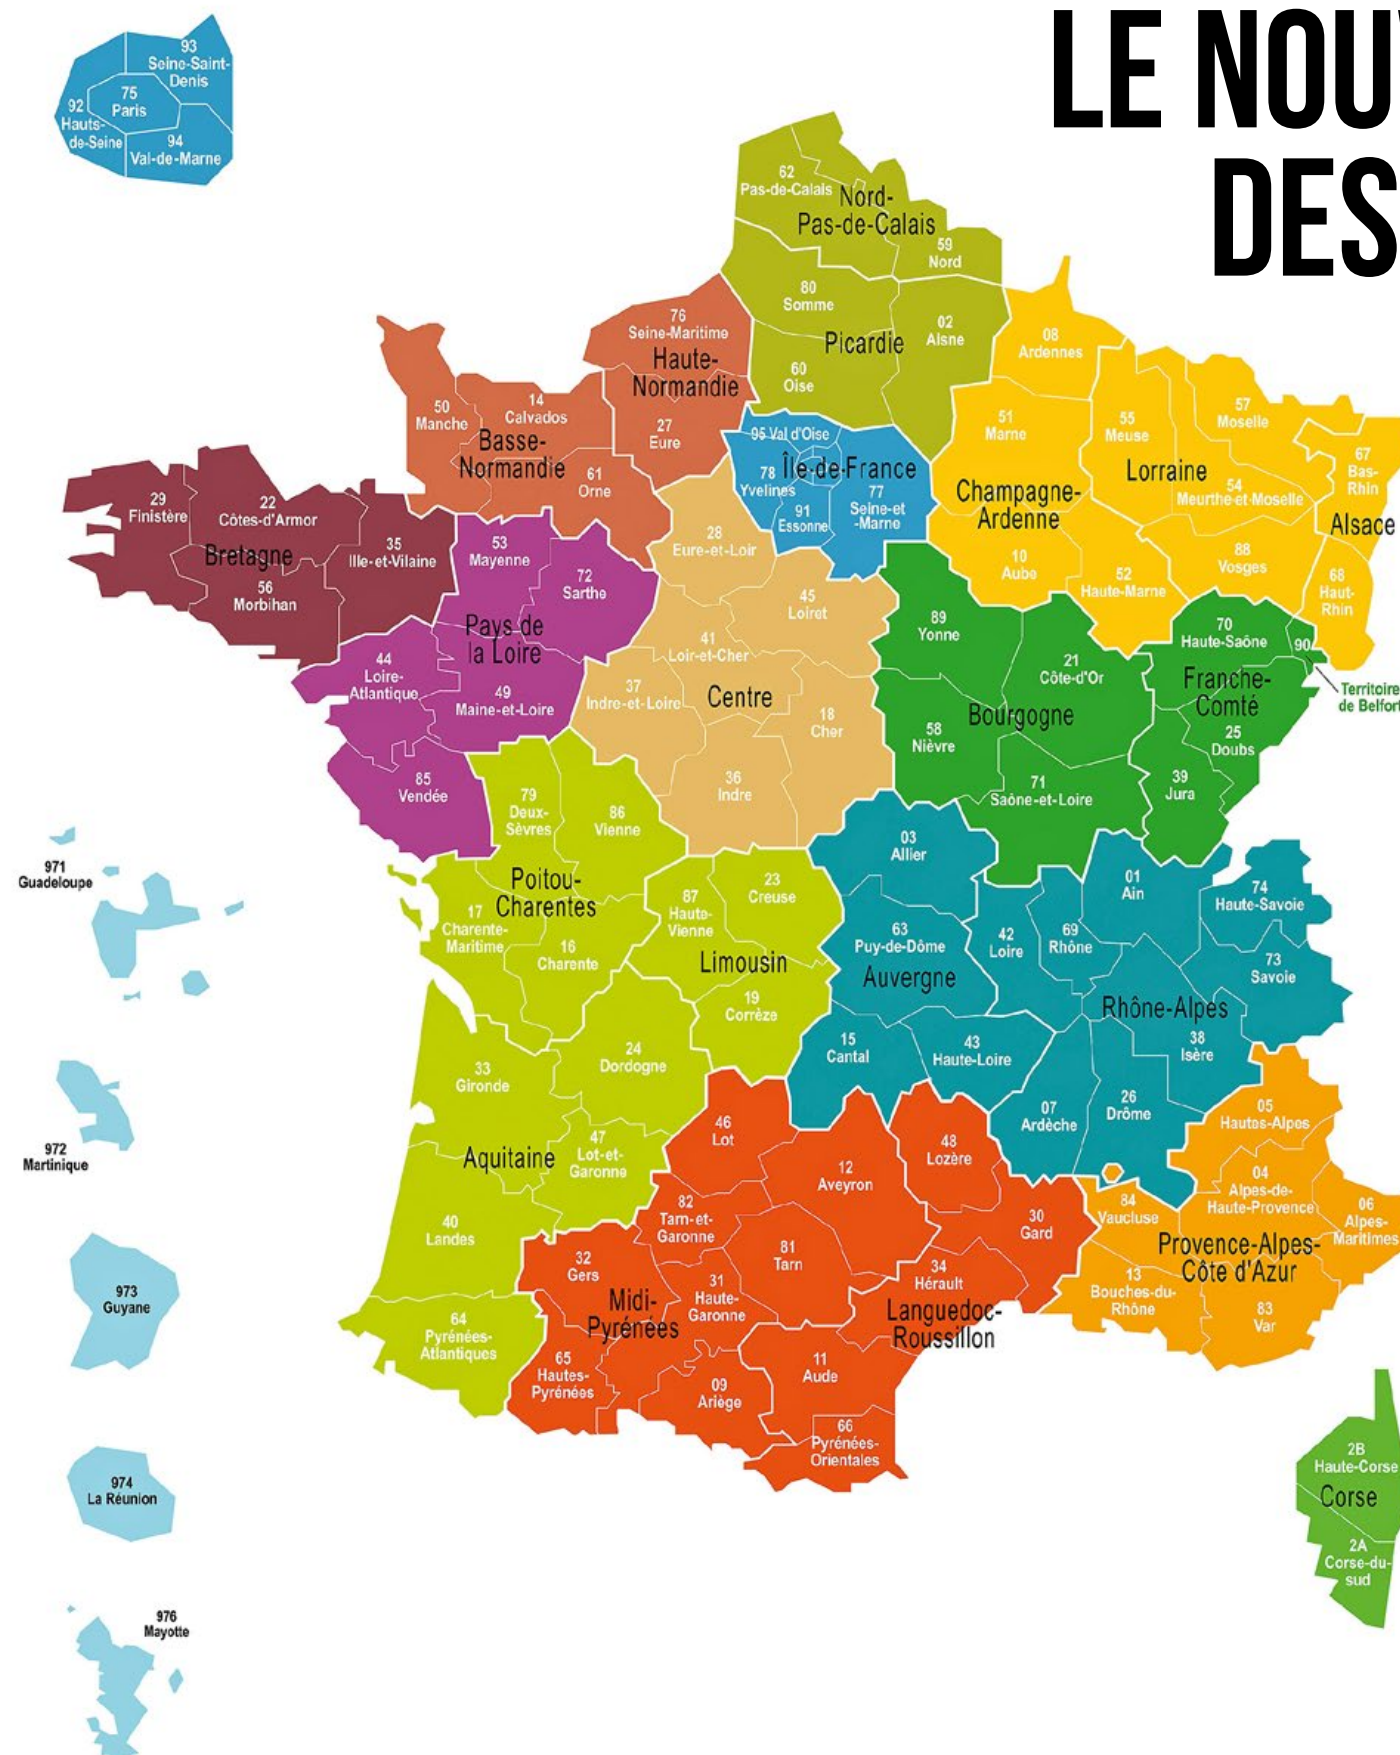 LE NOU
DES
93
Seine-Saint-
Denis
75
Paris
92
Hauts-
de-Seine
94
Val-de-Marne
62
Pas-de-Calais
Nord-
Pas-de-Calais
59
Nord
80
Somme
02
Aisne
Picardie
60
Oise
76
Seine-Maritime
Haute-
Normandie
27
Eure
50
Manche
14
Calvados
Basse-
Normandie
61
Orne
08
Ardennes
51
Marne
Champagne-
Ardenne
10
Aube
52
Haute-Marne
55
Meuse
57
Moselle
Lorraine
54
Meurthe-et-Moselle
88
Vosges
67
Bas-
Rhin
Alsace
68
Haut-
Rhin
95 Val d'Oise
Île-de-France
78
Yvelines
91
Essonne
77
Seine-et
-Marne
29
Finistère
22
Côtes-d'Armor
Bretagne
35
Ille-et-Vilaine
56
Morbihan
53
Mayenne
72
Sarthe
Pays de
la Loire
44
Loire-
Atlantique
49
Maine-et-Loire
85
Vendée
28
Eure-et-Loir
45
Loiret
41
Loir-et-Cher
37
Indre-et-Loire
Centre
18
Cher
36
Indre
89
Yonne
21
Côte-d'Or
Bourgogne
58
Nièvre
71
Saône-et-Loire
70
Haute-Saône
90
Territoire
de Belfort
Franche-
Comté
25
Doubs
39
Jura
79
Deux-
Sèvres
86
Vienne
Poitou-
Charentes
17
Charente-
Maritime
16
Charente
87
Haute-
Vienne
23
Creuse
Limousin
19
Corrèze
03
Allier
63
Puy-de-Dôme
Auvergne
15
Cantal
43
Haute-Loire
42
Loire
69
Rhône
01
Ain
74
Haute-Savoie
73
Savoie
Rhône-Alpes
38
Isère
07
Ardèche
26
Drôme
33
Gironde
24
Dordogne
47
Lot-et-
Garonne
Aquitaine
40
Landes
64
Pyrénées-
Atlantiques
46
Lot
12
Aveyron
82
Tarn-et-
Garonne
81
Tarn
32
Gers
31
Haute-
Garonne
Midi-
Pyrénées
65
Hautes-
Pyrénées
09
Ariège
48
Lozère
30
Gard
34
Hérault
Languedoc-
Roussillon
11
Aude
66
Pyrénées-
Orientales
05
Hautes-Alpes
04
Alpes-de-
Haute-Provence
06
Alpes-
Maritimes
84
Vaucluse
Provence-Alpes-
Côte d'Azur
13
Bouches-du-
Rhône
83
Var
2B
Haute-Corse
Corse
2A
Corse-du-
sud
971
Guadeloupe
972
Martinique
973
Guyane
974
La Réunion
976
Mayotte